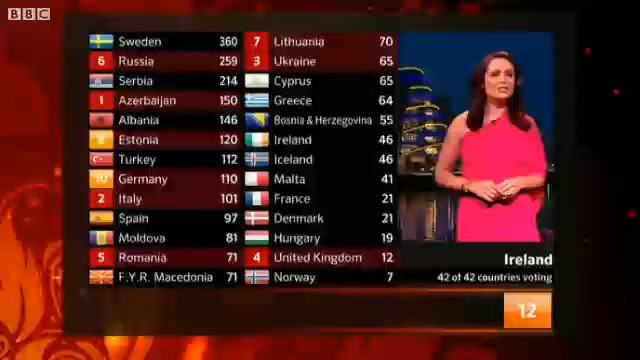 BBC
Sweden 360
6 Russia 259
Serbia 214
1 Azerbaijan 150
Albania 146
8 Estonia 120
Turkey 112
10 Germany 110
2 Italy 101
Spain 97
Moldova 81
5 Romania 71
F.Y.R. Macedonia 71
7 Lithuania 70
3 Ukraine 65
Cyprus 65
Greece 64
Bosnia & Herzegovina 55
Ireland 46
Iceland 46
Malta 41
France 21
Denmark 21
Hungary 19
4 United Kingdom 12
Norway 7
Ireland
42 of 42 countries voting
12